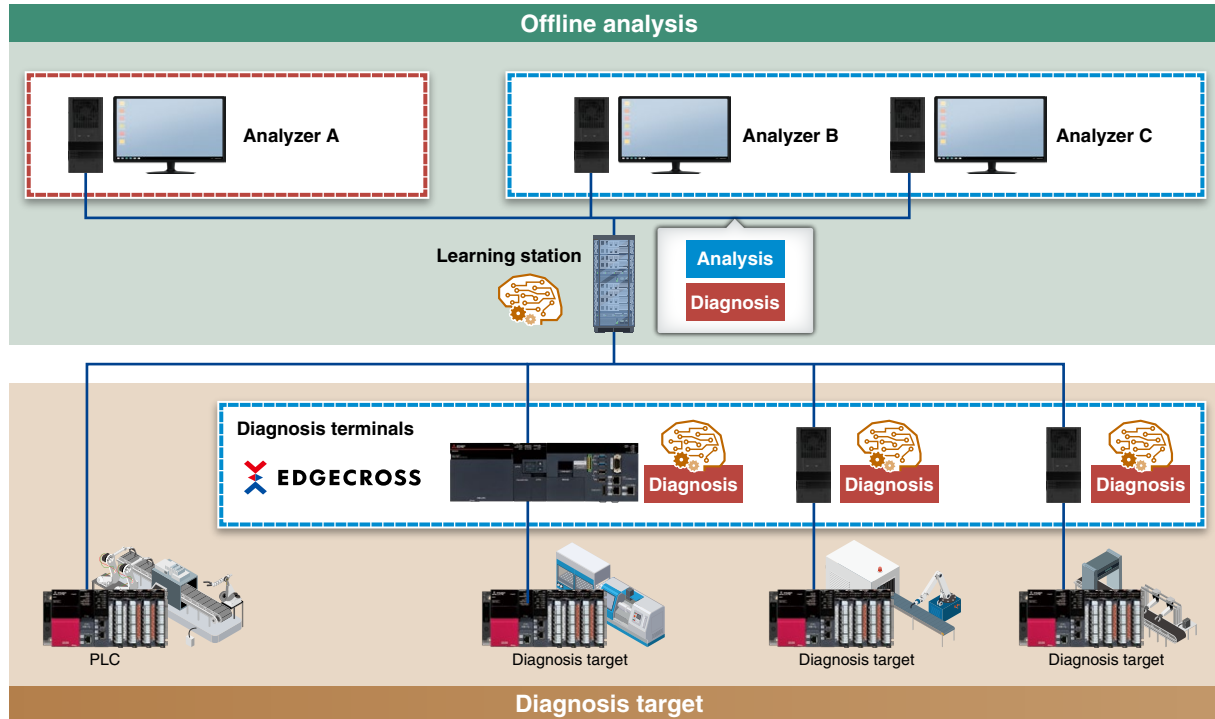 Offline analysis
Analyzer A
Analyzer B
Analyzer C
Learning station
Analysis
Diagnosis
Diagnosis terminals
EDGECROSS
Diagnosis
Diagnosis
Diagnosis
PLC
Diagnosis target
Diagnosis target
Diagnosis target
Diagnosis target